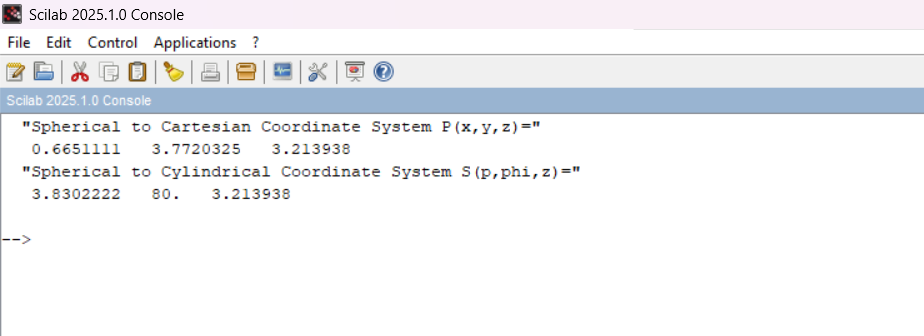 Scilab 2025.1.0 Console
File Edit Control Applications ?
Scilab 2025.1.0 Console
"Spherical to Cartesian Coordinate System P(x,y,z)="
0.6651111 3.7720325 3.213938
"Spherical to Cylindrical Coordinate System S(p,phi,z)="
3.8302222 80. 3.213938
-->